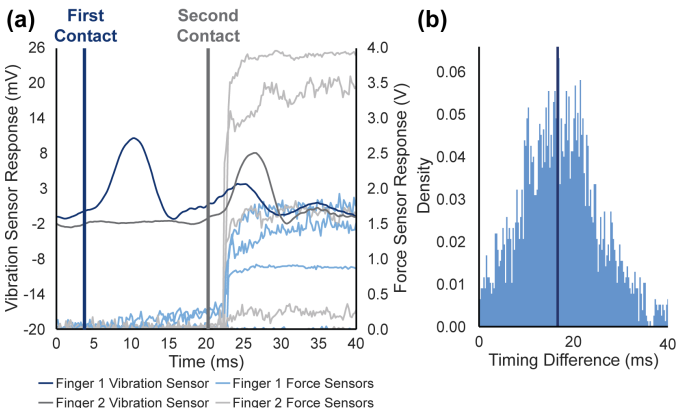 (a)
First
Contact
Second
Contact
(b)
Vibration Sensor Response (mV)
26
20
14
8
3
-2
-8
-14
-20
4.0
3.5
3.0
2.5
2.0
1.5
1.0
0.5
0.0
Force Sensor Response (V)
0 5 10 15 20 25 30 35 40
Time (ms)
Finger 1 Vibration Sensor Finger 1 Force Sensors
Finger 2 Vibration Sensor Finger 2 Force Sensors
Density
0.06
0.05
0.04
0.03
0.02
0.01
0.00
0 20 40
Timing Difference (ms)